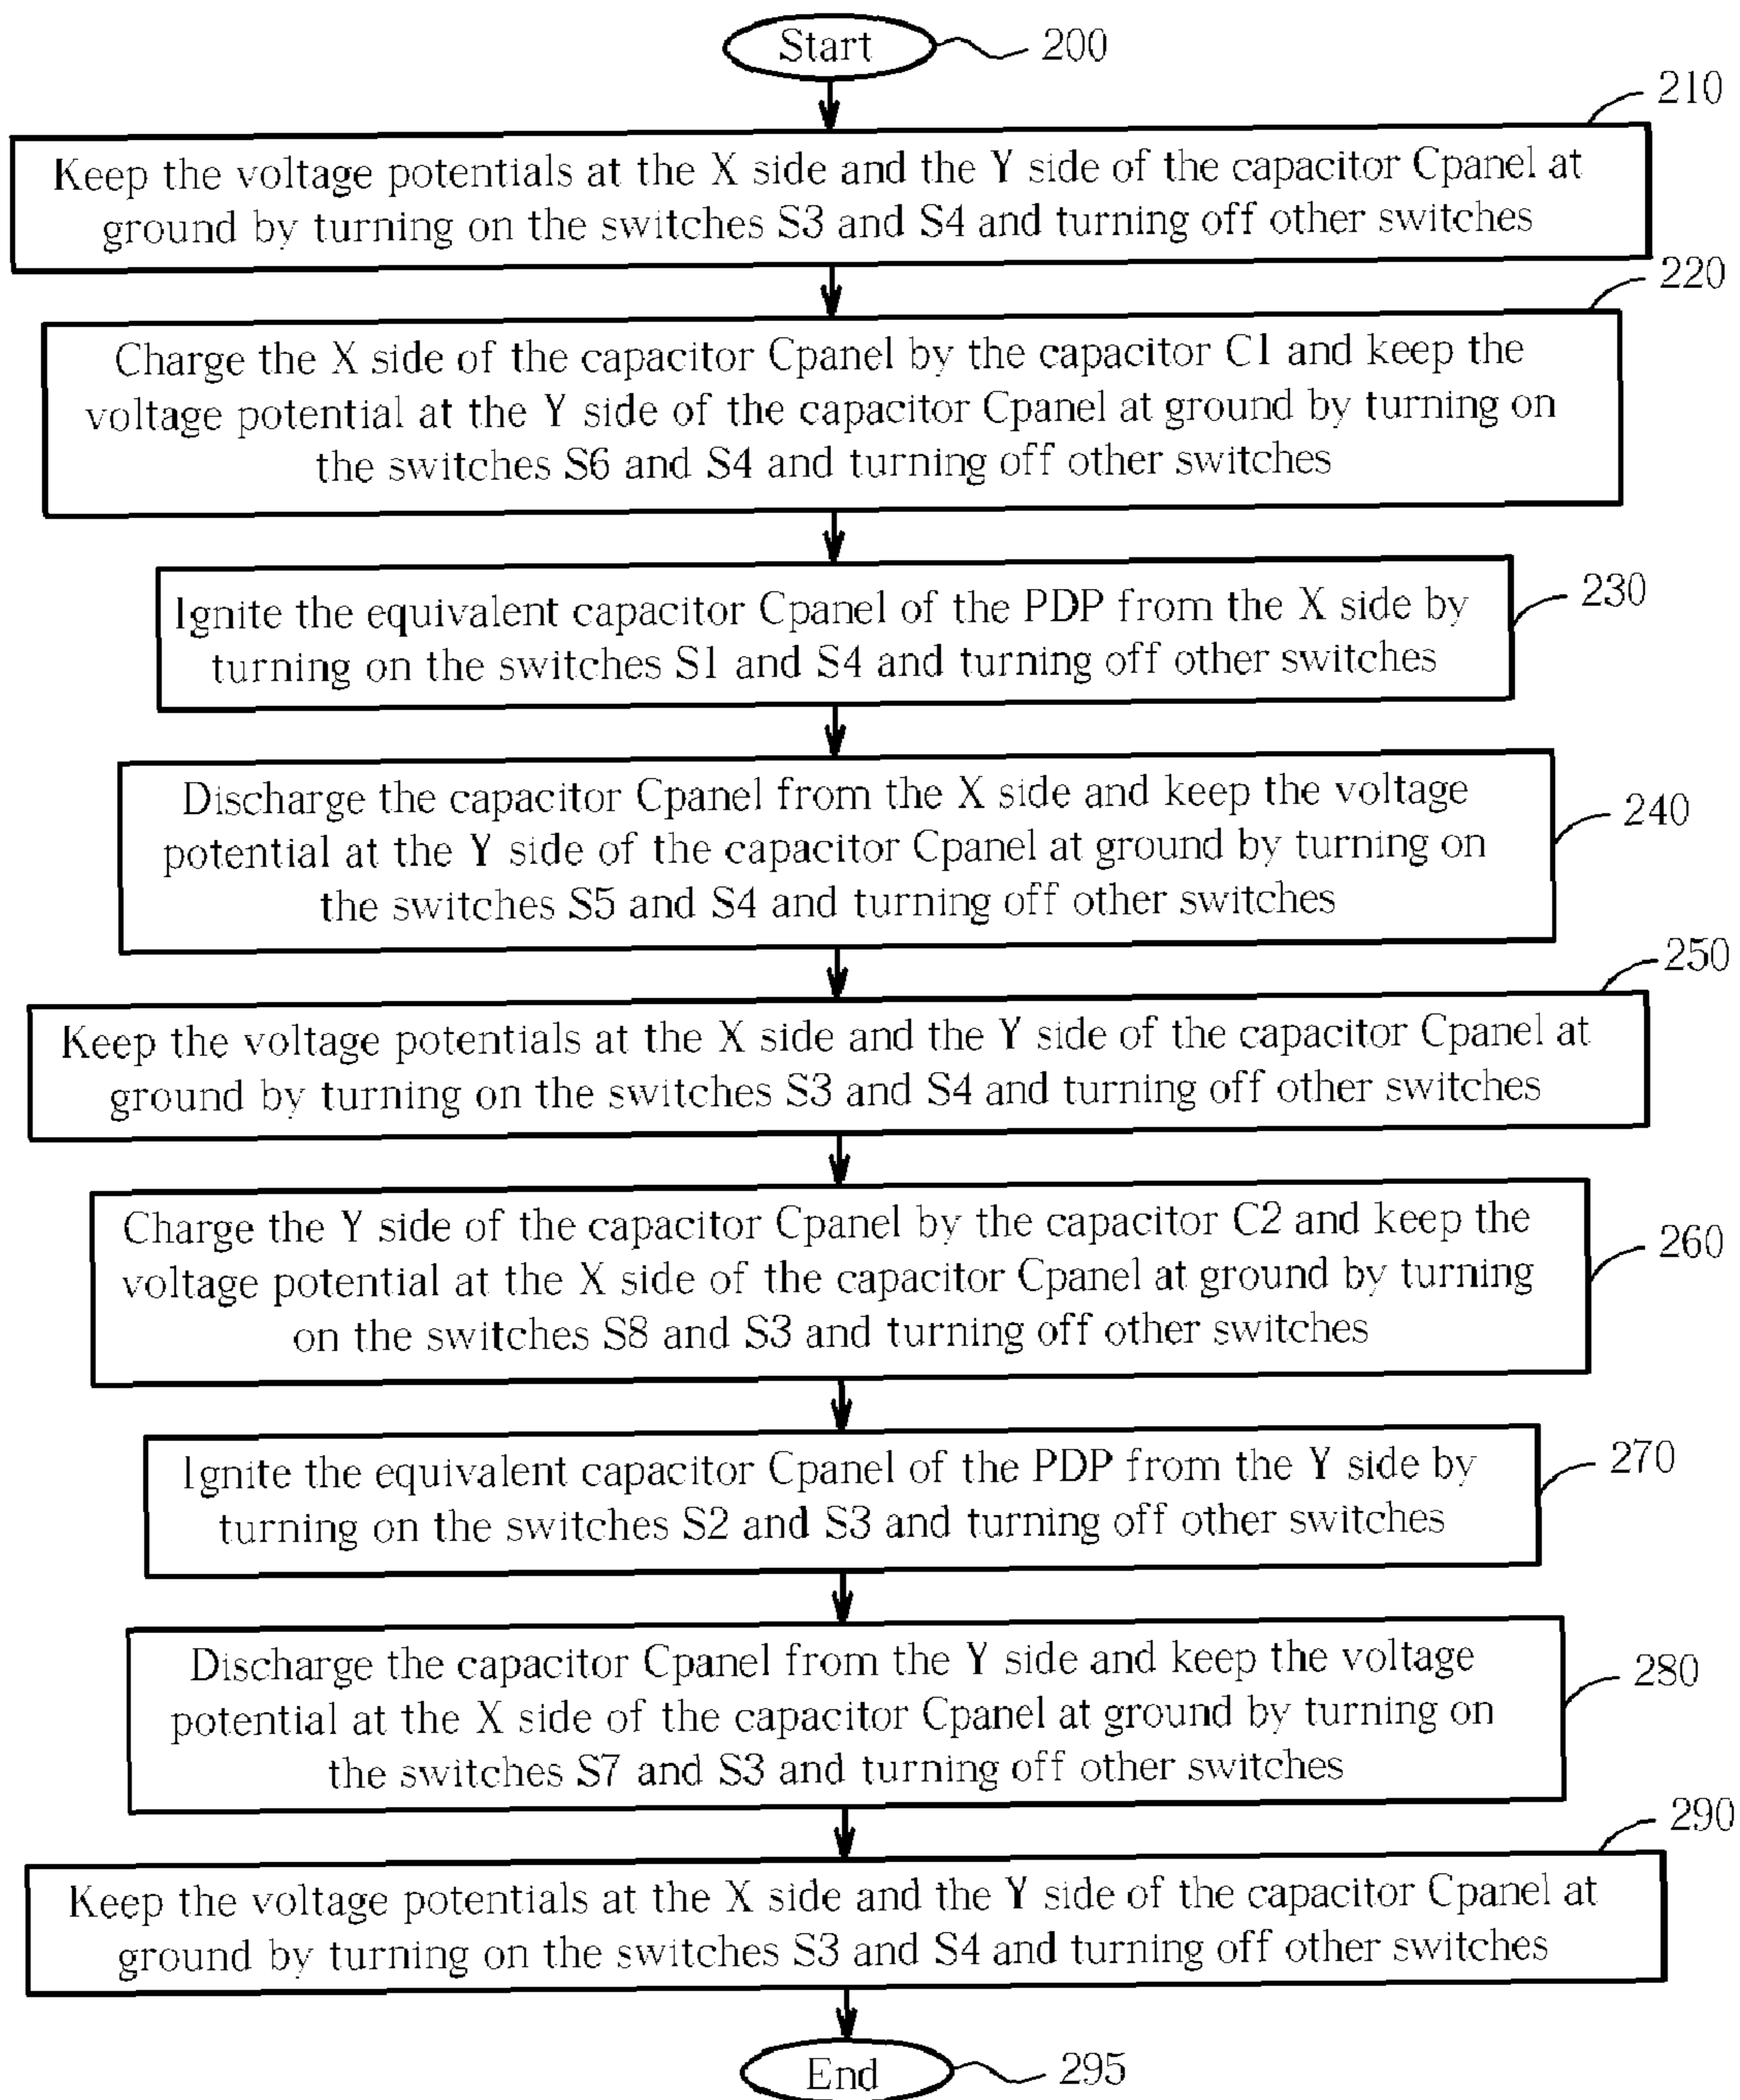 Start
200
210
Keep the voltage potentials at the X side and the Y side of the capacitor Cpanel at
ground by turning on the switches S3 and S4 and turning off other switches
220
Charge the X side of the capacitor Cpanel by the capacitor C1 and keep the
voltage potential at the Y side of the capacitor Cpanel at ground by turning on
the switches S6 and S4 and turning off other switches
230
Ignite the equivalent capacitor Cpanel of the PDP from the X side by
turning on the switches S1 and S4 and turning off other switches
240
Discharge the capacitor Cpanel from the X side and keep the voltage
potential at the Y side of the capacitor Cpanel at ground by turning on
the switches S5 and S4 and turning off other switches
250
Keep the voltage potentials at the X side and the Y side of the capacitor Cpanel at
ground by turning on the switches S3 and S4 and turning off other switches
260
Charge the Y side of the capacitor Cpanel by the capacitor C2 and keep the
voltage potential at the X side of the capacitor Cpanel at ground by turning
on the switches S8 and S3 and turning off other switches
270
Ignite the equivalent capacitor Cpanel of the PDP from the Y side by
turning on the switches S2 and S3 and turning off other switches
280
Discharge the capacitor Cpanel from the Y side and keep the voltage
potential at the X side of the capacitor Cpanel at ground by turning on
the switches S7 and S3 and turning off other switches
290
Keep the voltage potentials at the X side and the Y side of the capacitor Cpanel at
ground by turning on the switches S3 and S4 and turning off other switches
End
295